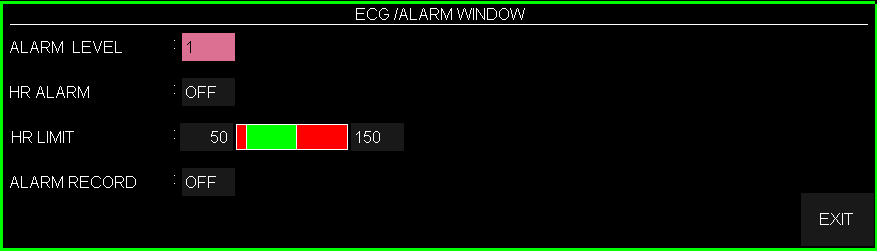 ECG /ALARM WINDOW
ALARM LEVEL : 1
HR ALARM : OFF
HR LIMIT : 50 150
ALARM RECORD : OFF
EXIT